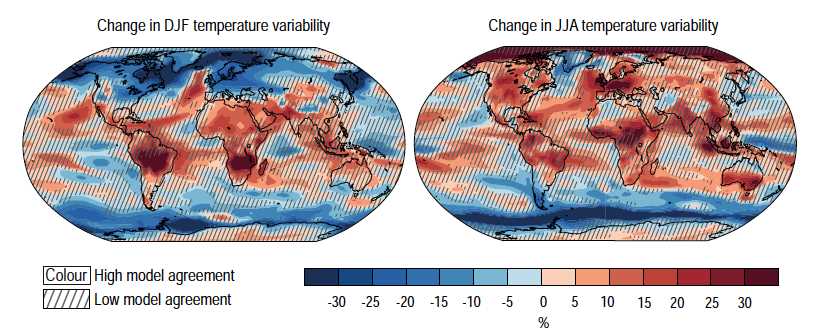 Change in DJF temperature variability
Change in JJA temperature variability
Colour High model agreement
Low model agreement
-30 -25 -20 -15 -10 -5 0 5 10 15 20 25 30
%